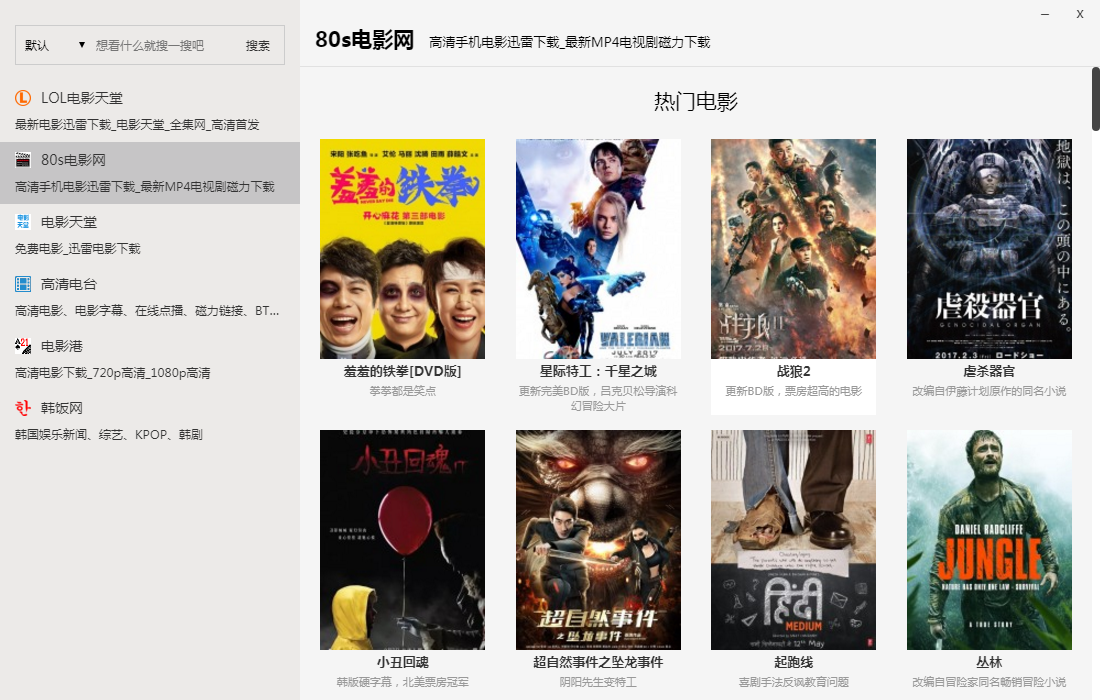 默认 ▼ 想看什么就搜一搜吧 搜索
LOL电影天堂
最新电影迅雷下载_电影天堂_全集网_高清首发
80s电影网
高清手机电影迅雷下载_最新MP4电视剧磁力下载
电影天堂
免费电影_迅雷电影下载
高清电台
高清电影、电影字幕、在线点播、磁力链接、BT...
电影港
高清电影下载_720p高清_1080p高清
韩饭网
韩国娱乐新闻、综艺、KPOP、韩剧
80s电影网 高清手机电影迅雷下载_最新MP4电视剧磁力下载
热门电影
羞羞的铁拳
开心麻花 第三部电影
羞羞的铁拳[DVD版]
拳拳都是笑点
VALERIAN
JULY 2017
星际特工：千星之城
更新完美BD版，吕克贝松导演科
幻冒险大片
战狼II
2017.7.28
战狼2
更新BD版，票房超高的电影
地獄は、この頭の中にある。
虐殺器官
GENOCIDAL ORGAN
2017.2.3 ロードショー
虐杀器官
改编自伊藤计划原作的同名小说
小丑回魂 IT
小丑回魂
韩版硬字幕，北美票房冠军
超自然事件
之坠龙事件
超自然事件之坠龙事件
阴阳先生变特工
हिंदी
MEDIUM
12th May
起跑线
喜剧手法反讽教育问题
DANIEL RADCLIFFE
JUNGLE
NATURE HAS ONLY ONE LAW - SURVIVAL
A TRUE STORY
丛林
改编自冒险家同名畅销冒险小说